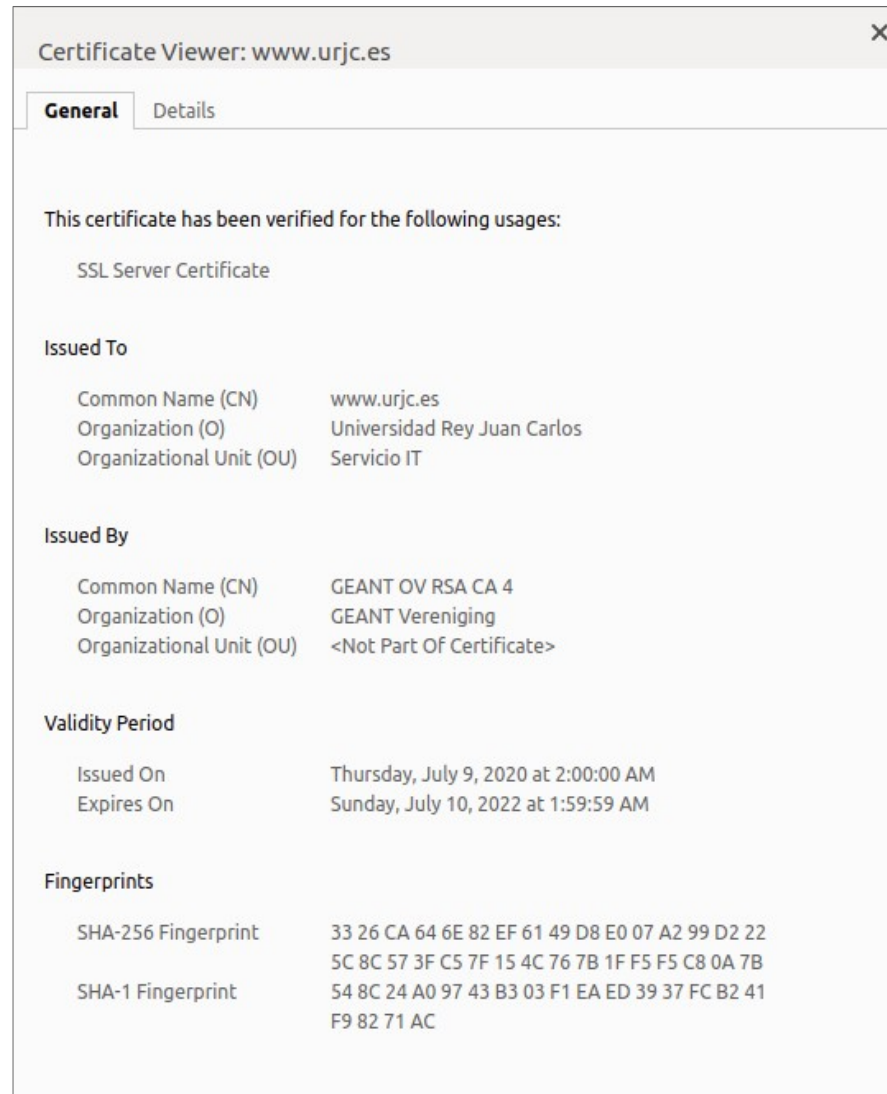 Certificate Viewer: www.urjc.es
General Details
This certificate has been verified for the following usages:
SSL Server Certificate
Issued To
Common Name (CN) www.urjc.es
Organization (O) Universidad Rey Juan Carlos
Organizational Unit (OU) Servicio IT
Issued By
Common Name (CN) GEANT OV RSA CA 4
Organization (O) GEANT Vereniging
Organizational Unit (OU) <Not Part Of Certificate>
Validity Period
Issued On Thursday, July 9, 2020 at 2:00:00 AM
Expires On Sunday, July 10, 2022 at 1:59:59 AM
Fingerprints
SHA-256 Fingerprint 33 26 CA 64 6E 82 EF 61 49 D8 E0 07 A2 99 D2 22
5C 8C 57 3F C5 7F 15 4C 76 7B 1F F5 F5 C8 0A 7B
SHA-1 Fingerprint 54 8C 24 A0 97 43 B3 03 F1 EA ED 39 37 FC B2 41
F9 82 71 AC